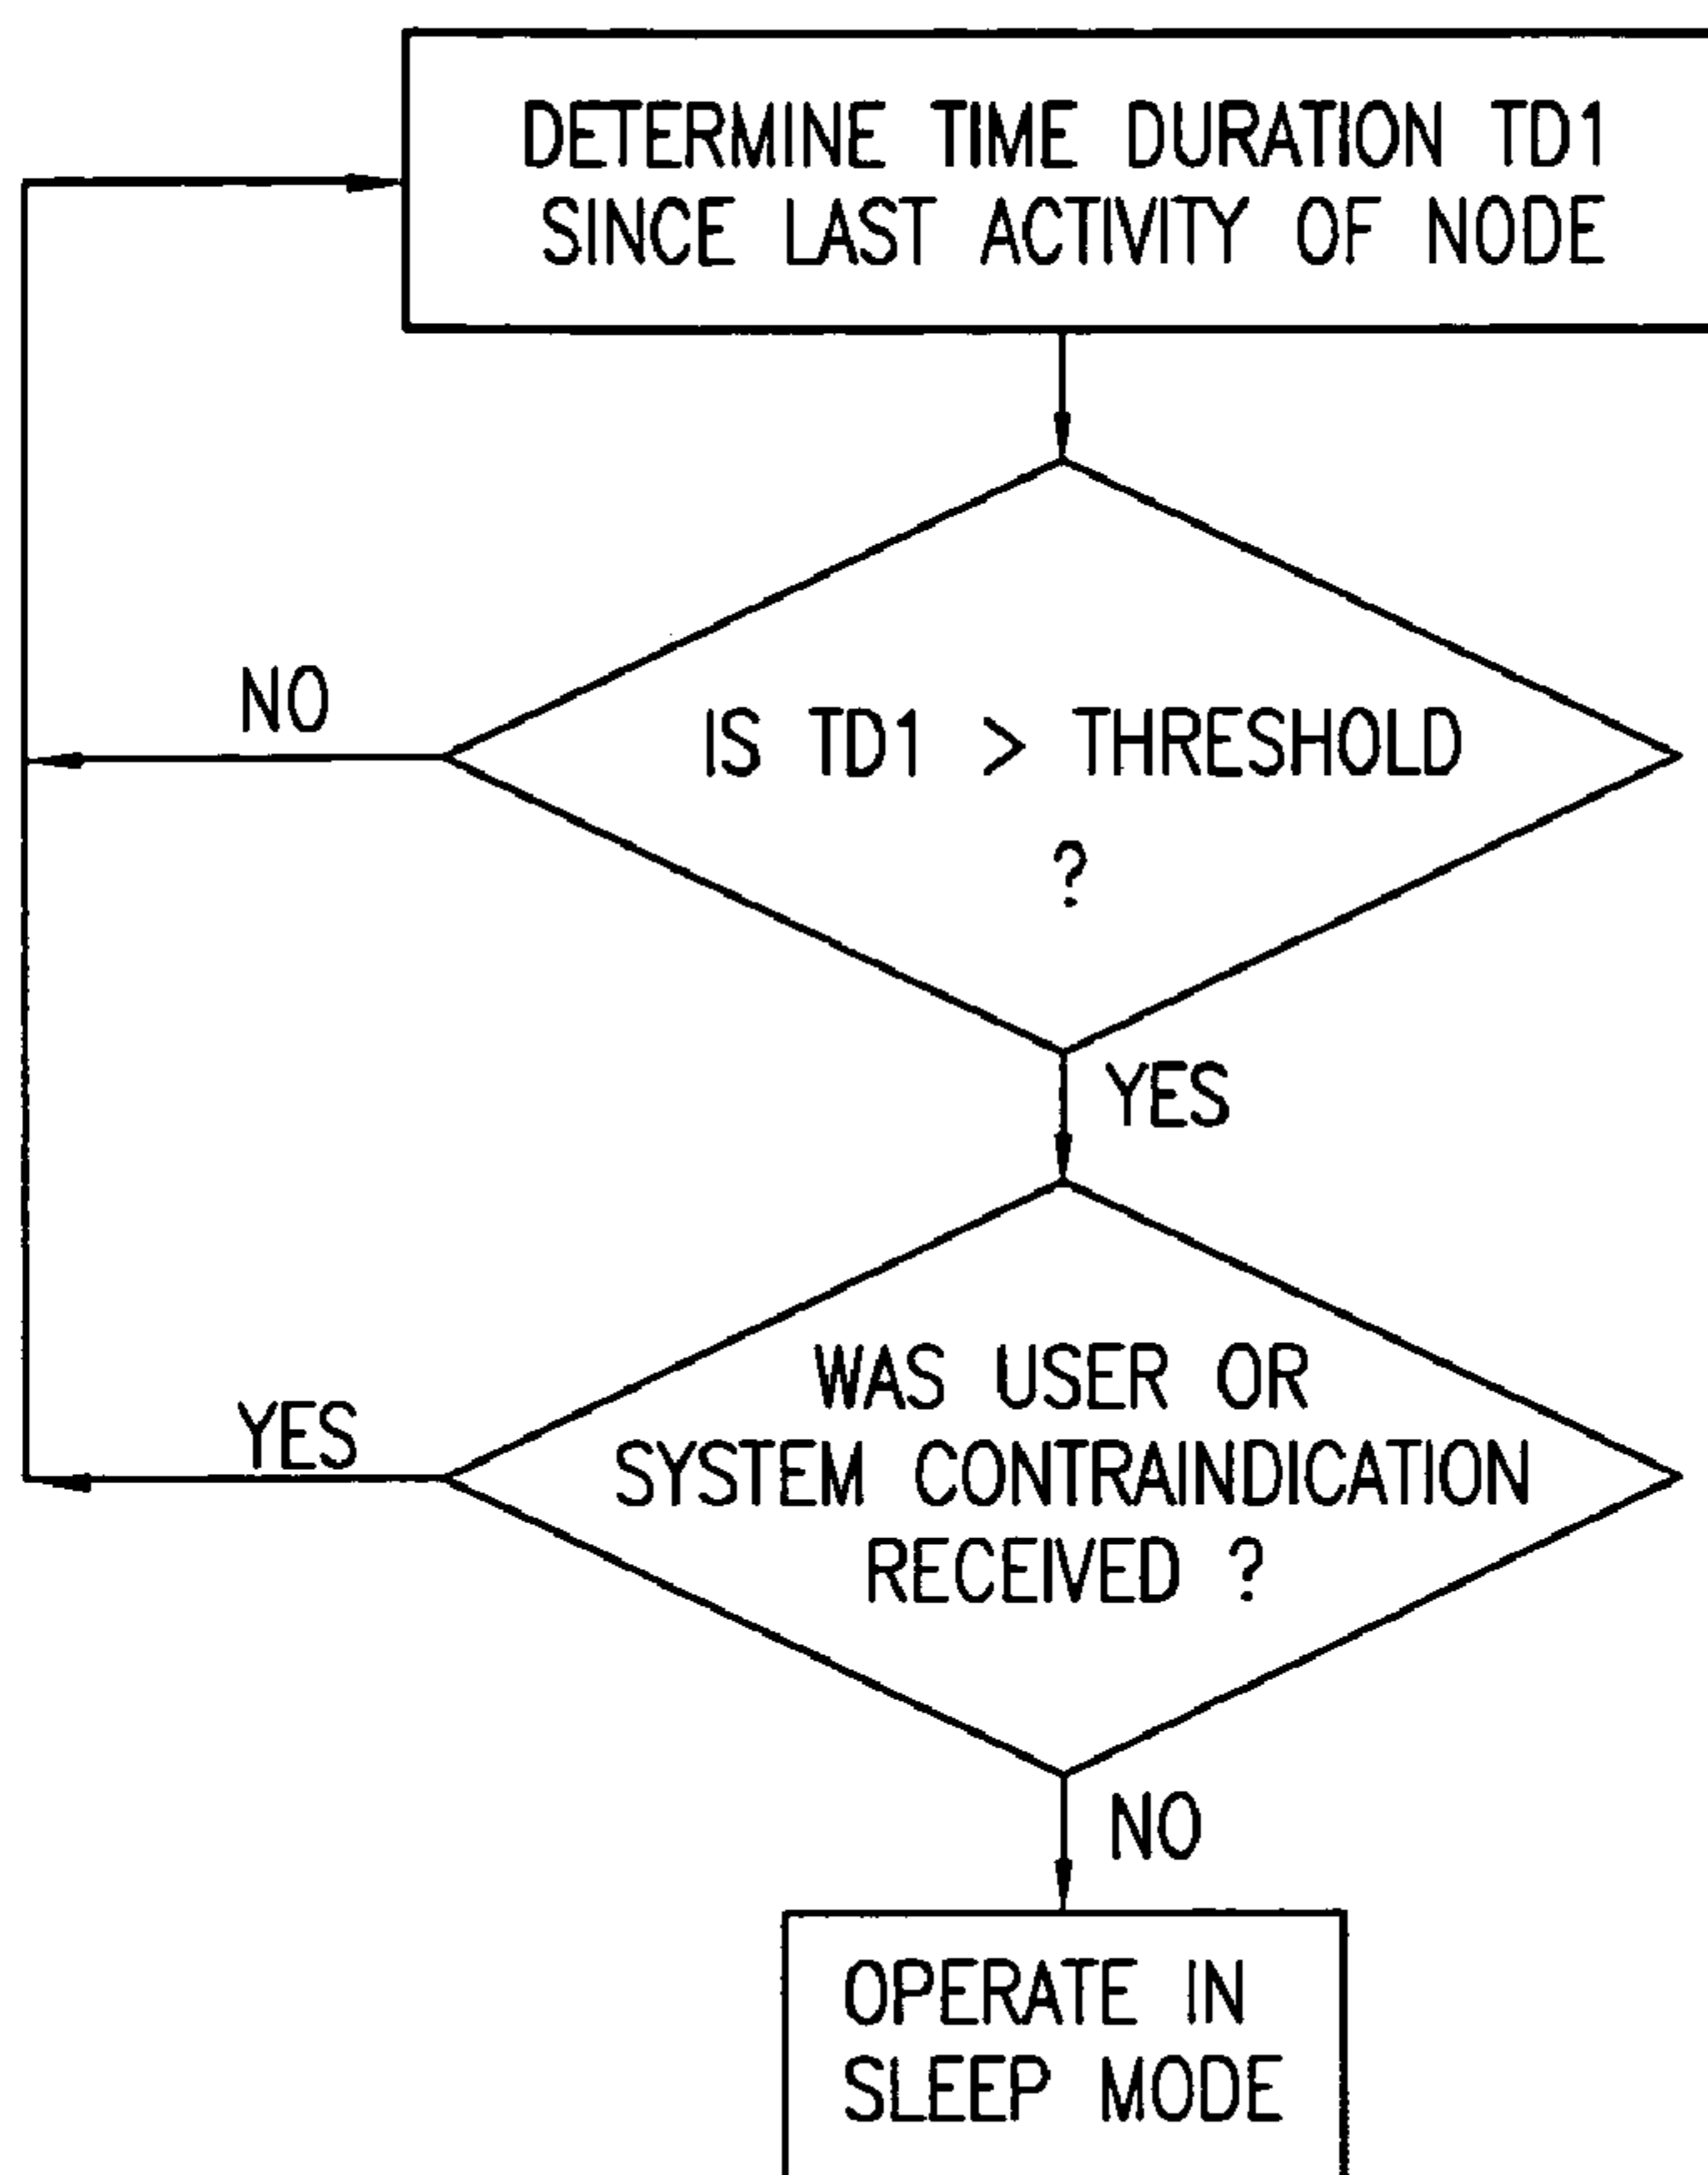 DETERMINE TIME DURATION TD1
SINCE LAST ACTIVITY OF NODE
NO
IS TD1 > THRESHOLD
?
YES
WAS USER OR
SYSTEM CONTRAINDICATION
RECEIVED ?
YES
NO
OPERATE IN
SLEEP MODE